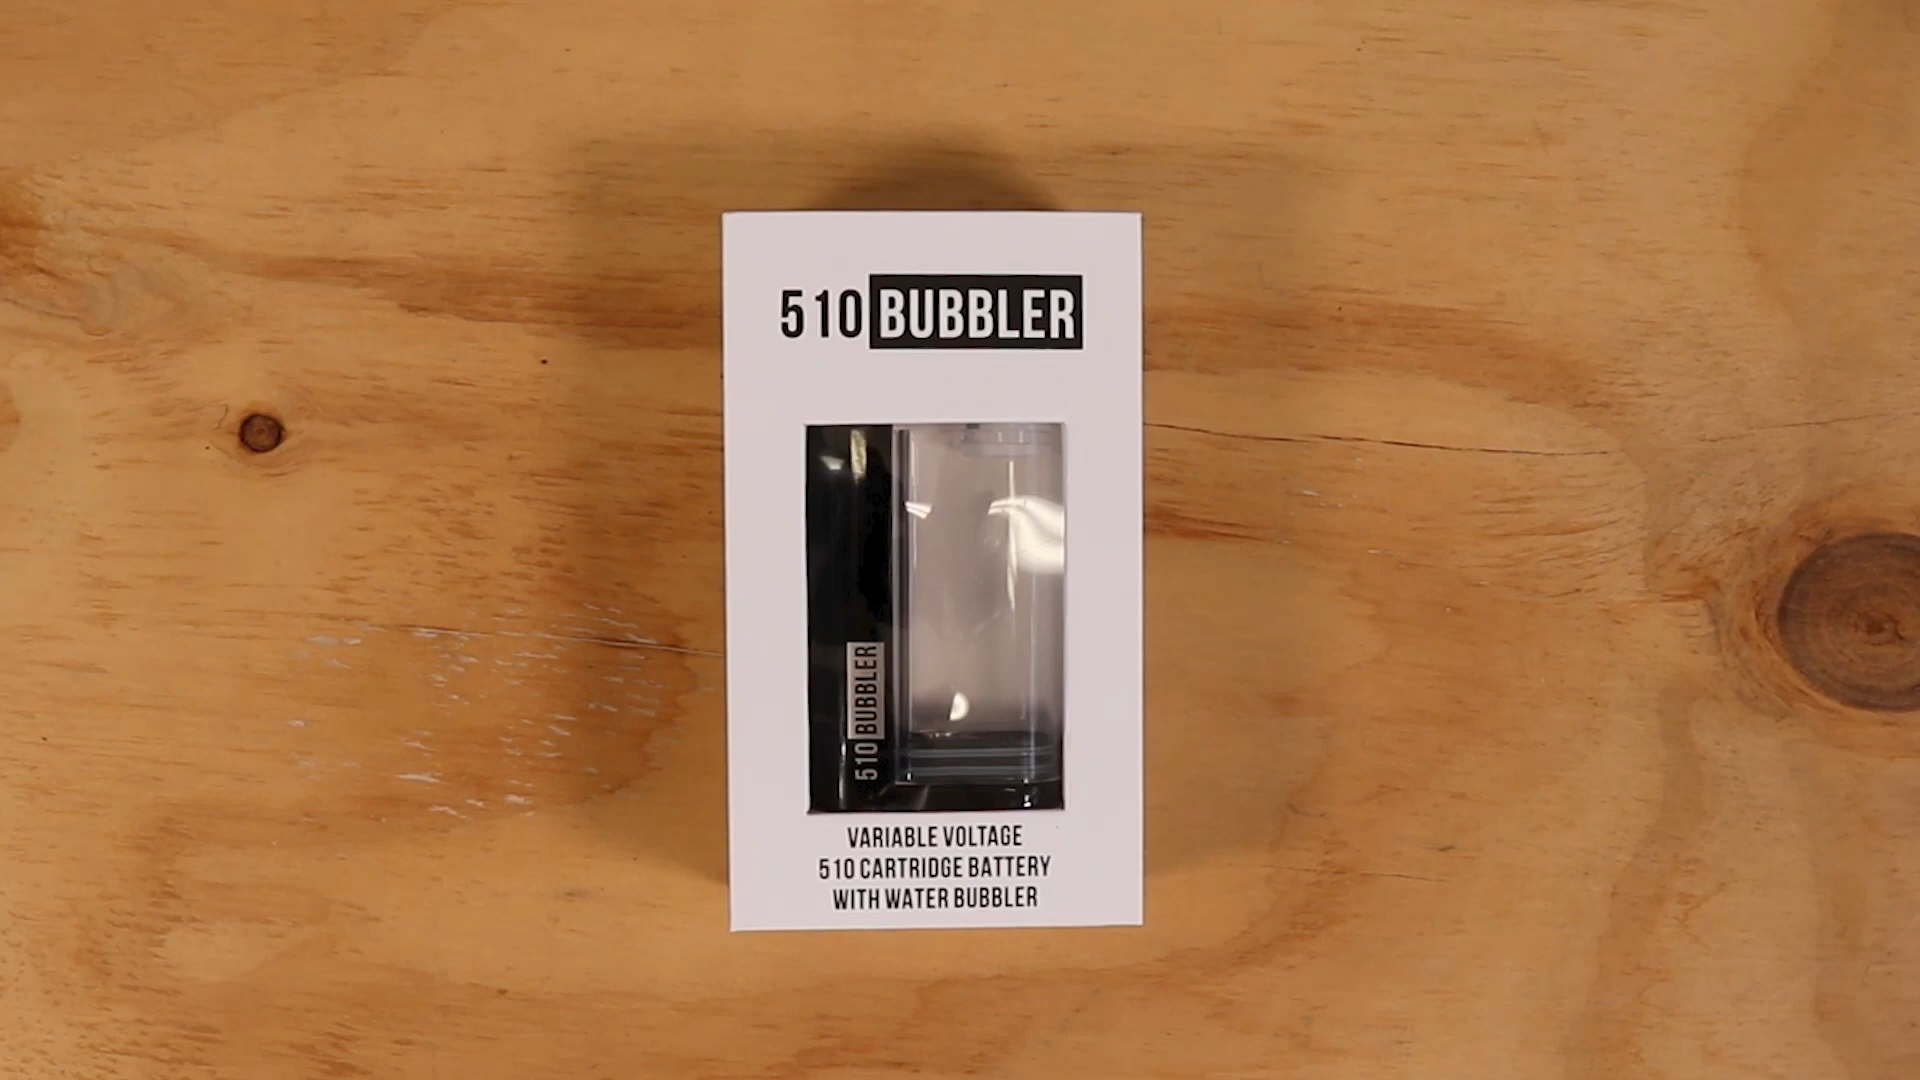 510 BUBBLER
510 BUBBLER
VARIABLE VOLTAGE
510 CARTRIDGE BATTERY
WITH WATER BUBBLER